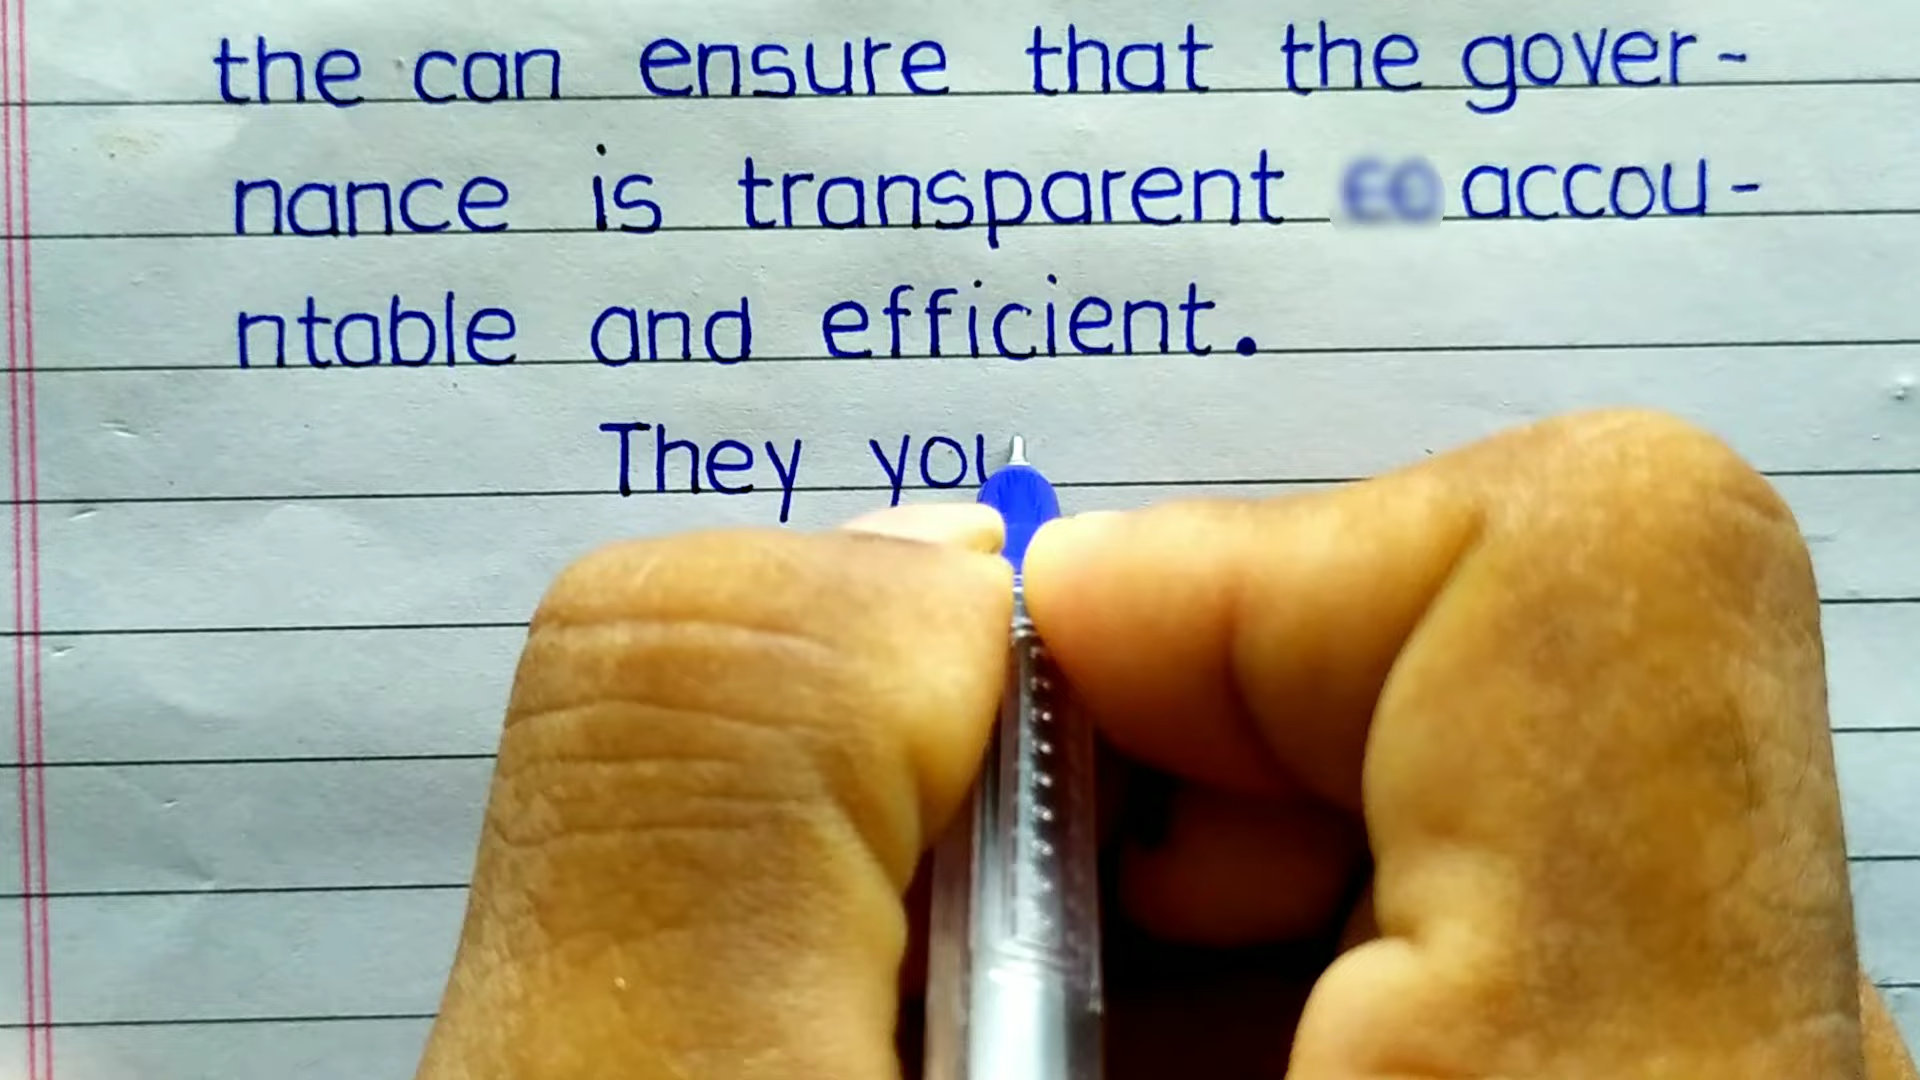 the can ensure that the gover-
nance is transparent accou-
ntable and efficient.
They you